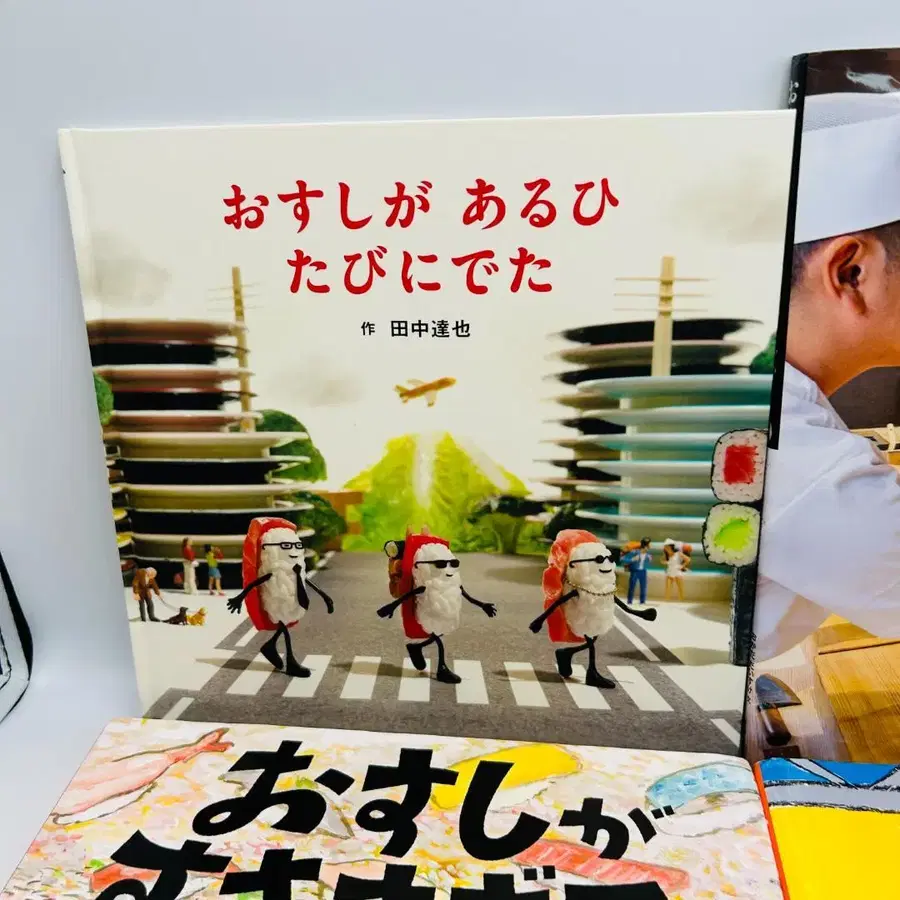 おすしが あるひ
たびにでた
作 田中達也
おすしが